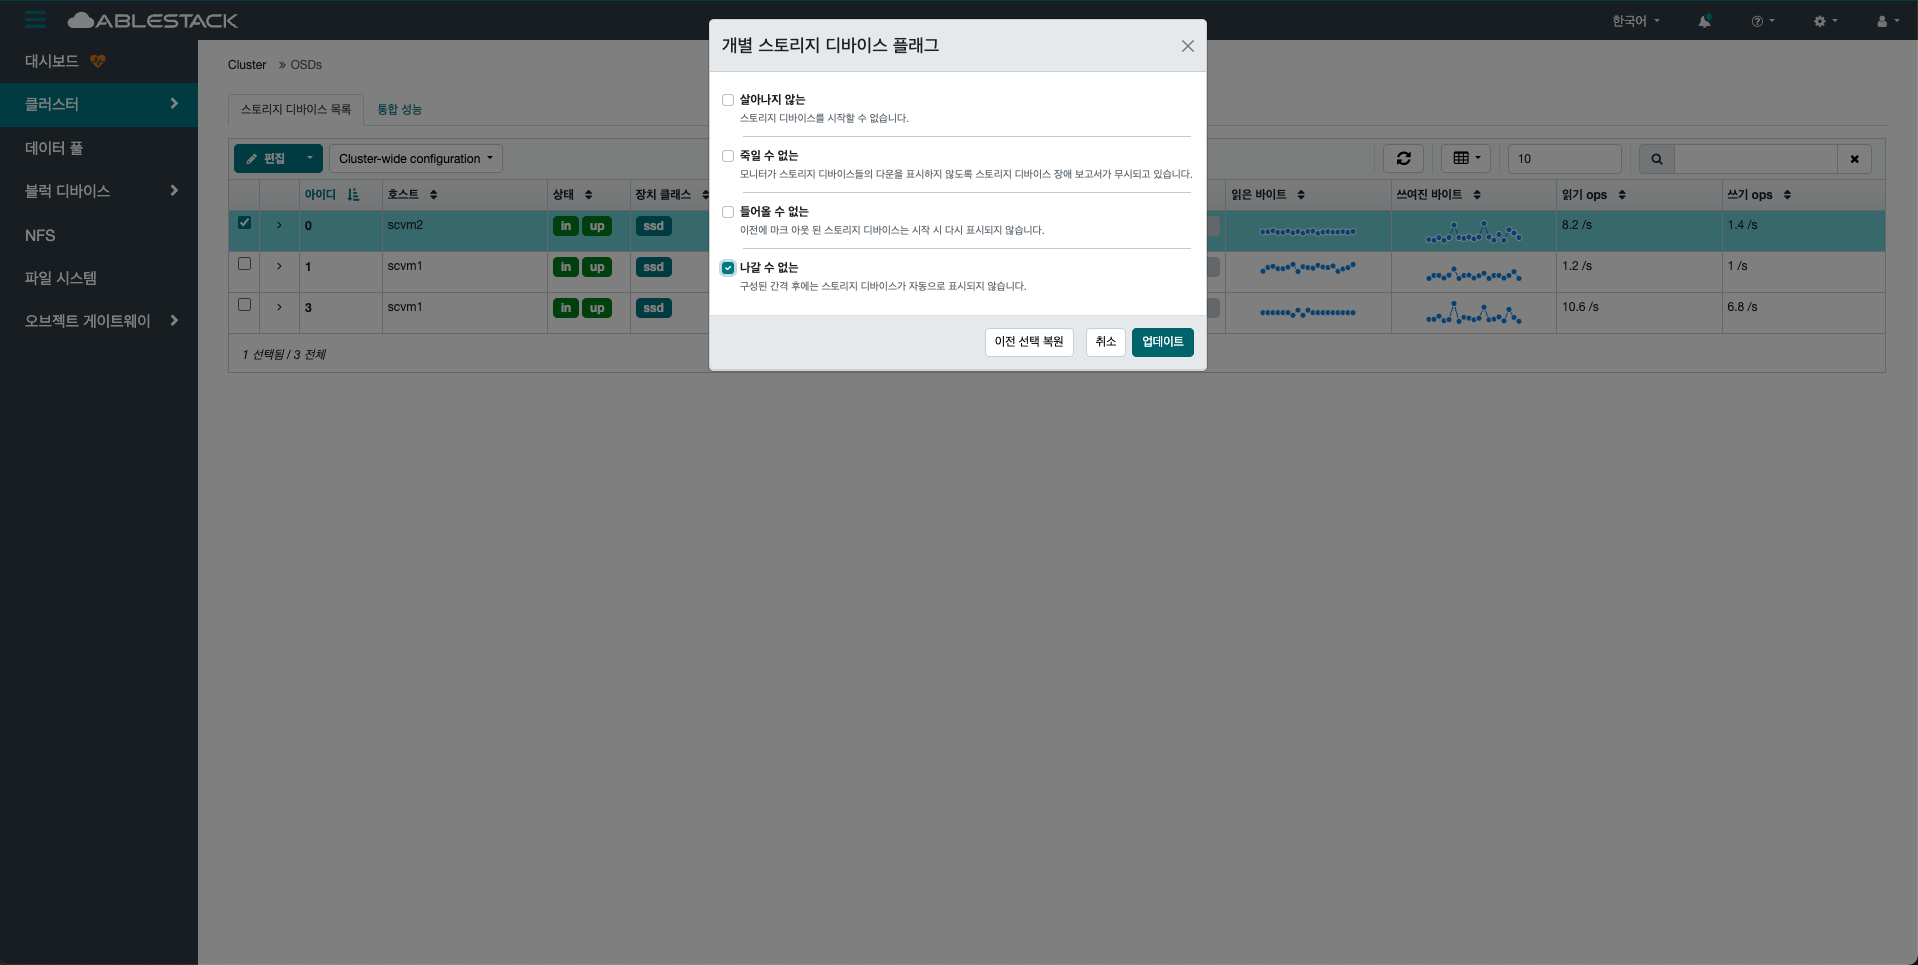 ABLESTACK
한국어
대시보드
클러스터
데이터 풀
블럭 디바이스
NFS
파일 시스템
오브젝트 게이트웨이
Cluster » OSDs
스토리지 디바이스 목록 통합 성능
편집 Cluster-wide configuration 10
아이디 호스트 상태 장치 클래스 읽은 바이트 쓰여진 바이트 읽기 ops 쓰기 ops
0 scvm2 in up ssd 8.2 /s 1.4 /s
1 scvm1 in up ssd 1.2 /s 1 /s
3 scvm1 in up ssd 10.6 /s 6.8 /s
1 선택됨 / 3 전체
개별 스토리지 디바이스 플래그
살아나지 않는
스토리지 디바이스를 시작할 수 없습니다.
죽일 수 없는
모니터가 스토리지 디바이스들의 다운을 표시하지 않도록 스토리지 디바이스 장애 보고서가 무시되고 있습니다.
들어올 수 없는
이전에 마크 아웃 된 스토리지 디바이스는 시작 시 다시 표시되지 않습니다.
나갈 수 없는
구성된 간격 후에는 스토리지 디바이스가 자동으로 표시되지 않습니다.
이전 선택 복원 취소 업데이트